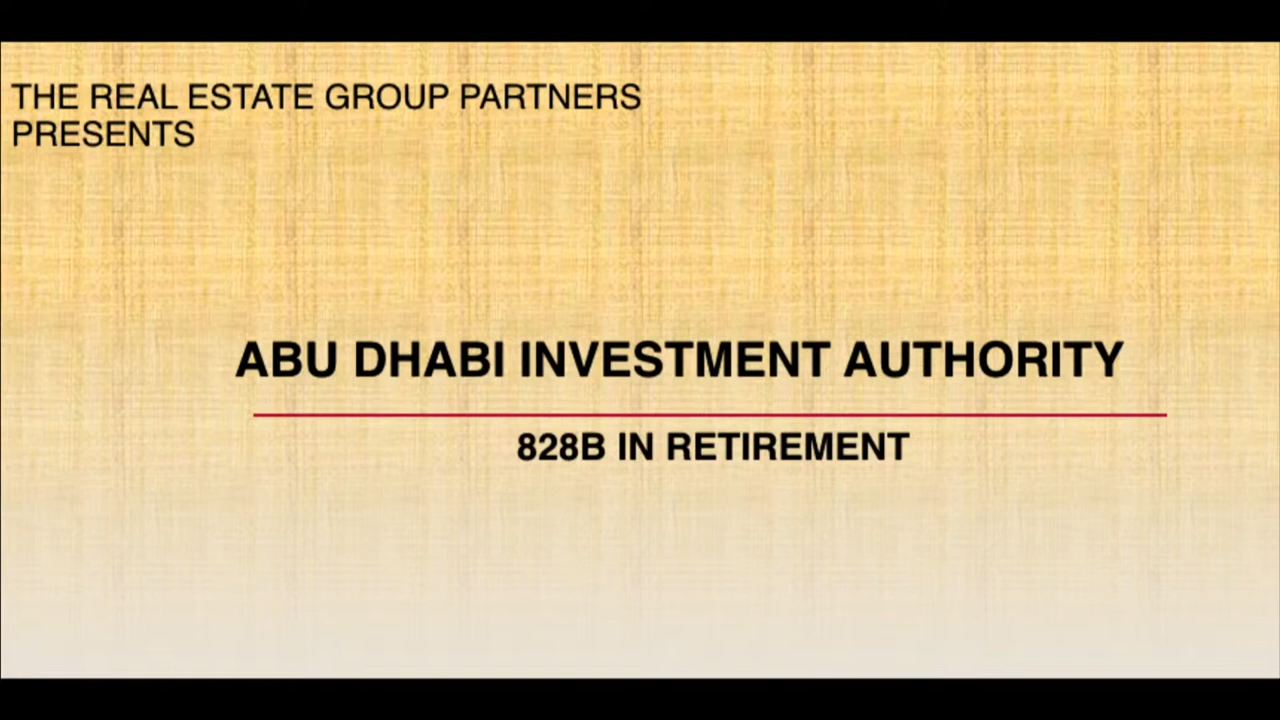 THE REAL ESTATE GROUP PARTNERS
PRESENTS
ABU DHABI INVESTMENT AUTHORITY
828B IN RETIREMENT